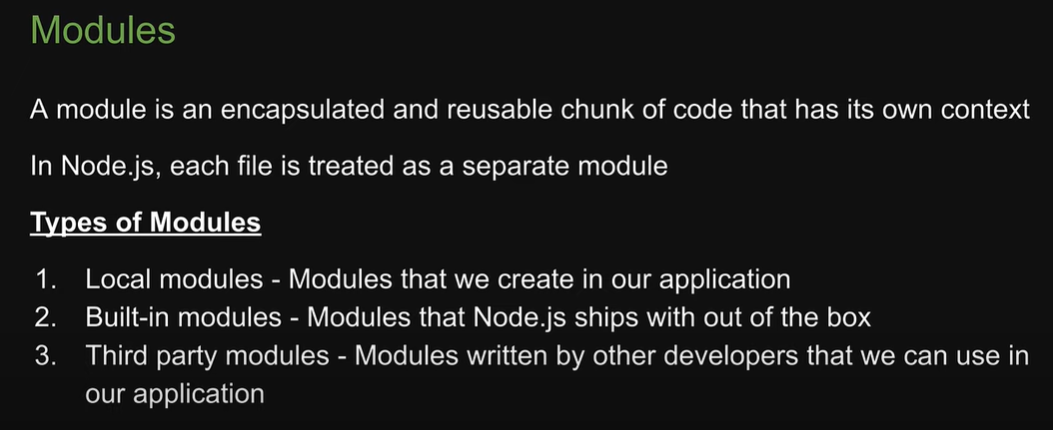 Modules
A module is an encapsulated and reusable chunk of code that has its own context
In Node.js, each file is treated as a separate module
Types of Modules
1. Local modules - Modules that we create in our application
2. Built-in modules - Modules that Node.js ships with out of the box
3. Third party modules - Modules written by other developers that we can use in
our application